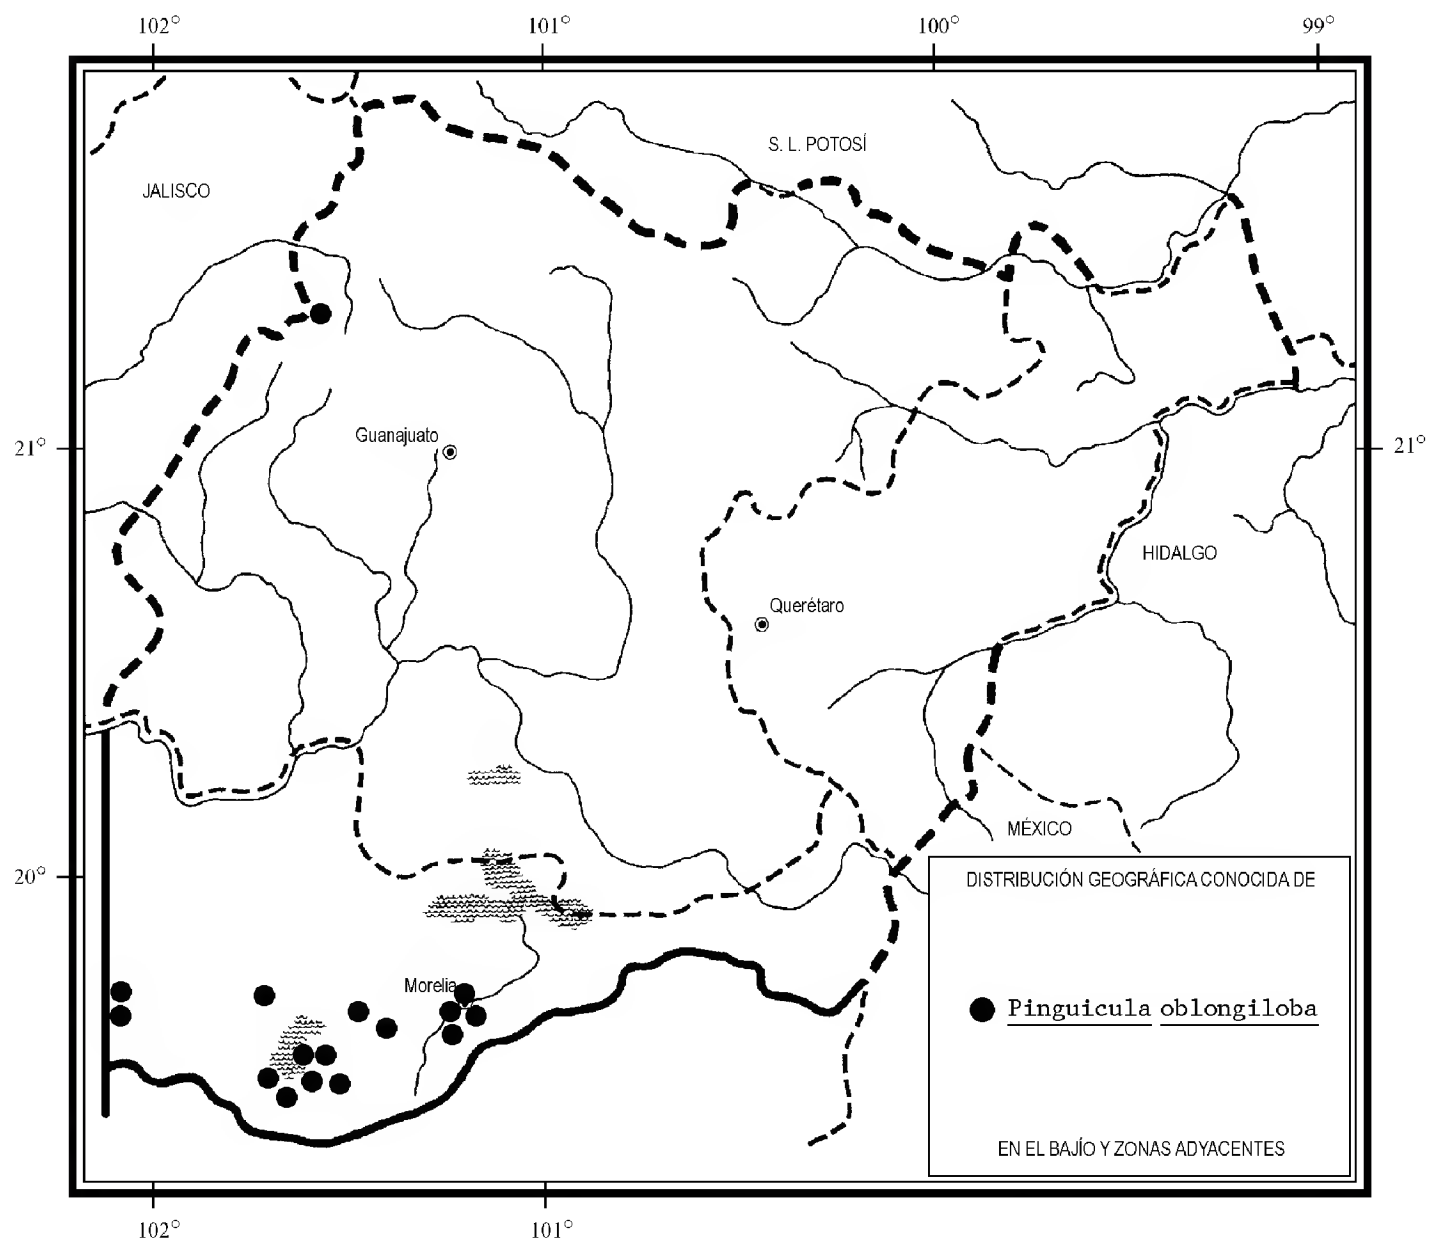 102° 101° 100° 99°
S. L. POTOSÍ
JALISCO
Guanajuato
21° 21°
HIDALGO
Querétaro
MÉXICO
20°
DISTRIBUCIÓN GEOGRÁFICA CONOCIDA DE
Morelia
Pinguicula oblongiloba
EN EL BAJÍO Y ZONAS ADYACENTES
102° 101°